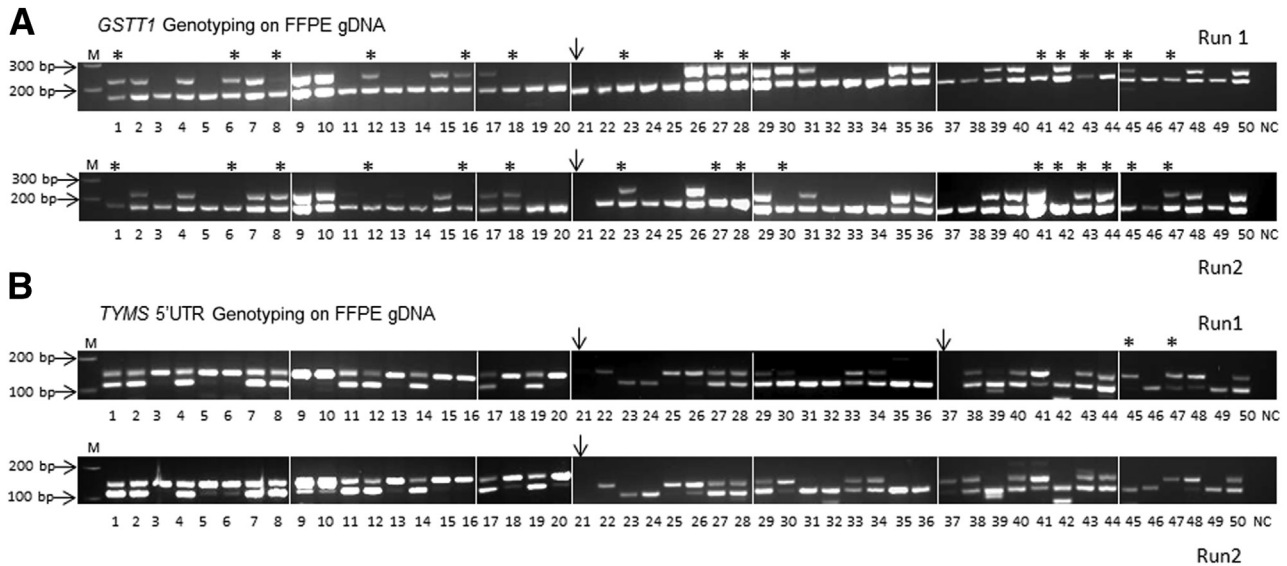 A
GSTT1 Genotyping on FFPE gDNA
Run 1
M * * * * * * * * * * * * * * * *
300 bp
200 bp
1 2 3 4 5 6 7 8 9 10 11 12 13 14 15 16 17 18 19 20 21 22 23 24 25 26 27 28 29 30 31 32 33 34 35 36 37 38 39 40 41 42 43 44 45 46 47 48 49 50 NC
M * * * * * * * * * * * * * * * *
300 bp
200 bp
1 2 3 4 5 6 7 8 9 10 11 12 13 14 15 16 17 18 19 20 21 22 23 24 25 26 27 28 29 30 31 32 33 34 35 36 37 38 39 40 41 42 43 44 45 46 47 48 49 50 NC
Run2
B
TYMS 5'UTR Genotyping on FFPE gDNA
Run1
M * *
200 bp
100 bp
1 2 3 4 5 6 7 8 9 10 11 12 13 14 15 16 17 18 19 20 21 22 23 24 25 26 27 28 29 30 31 32 33 34 35 36 37 38 39 40 41 42 43 44 45 46 47 48 49 50 NC
M
200 bp
100 bp
1 2 3 4 5 6 7 8 9 10 11 12 13 14 15 16 17 18 19 20 21 22 23 24 25 26 27 28 29 30 31 32 33 34 35 36 37 38 39 40 41 42 43 44 45 46 47 48 49 50 NC
Run2